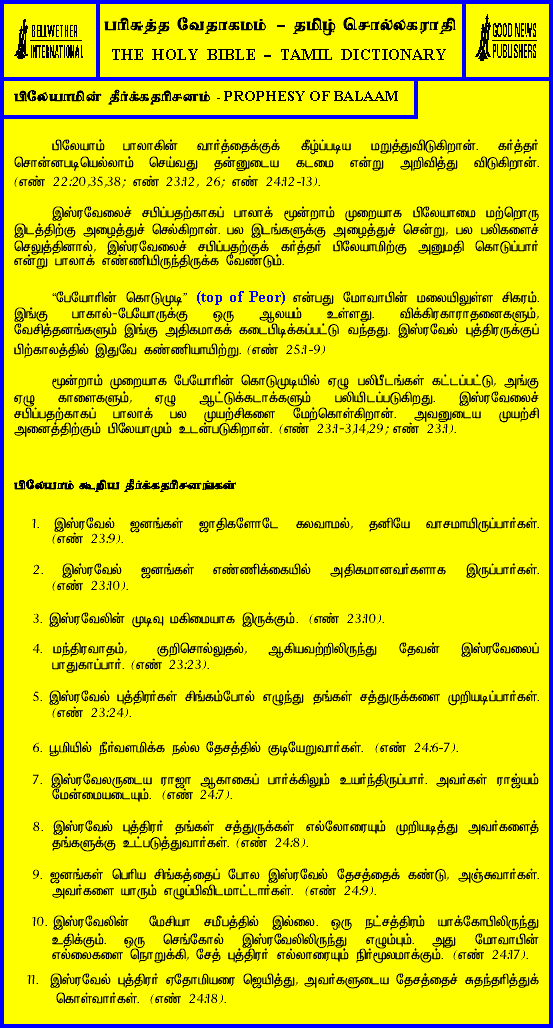 BELLWETHER
INTERNATIONAL
பரிசுத்த வேதாகமம் – தமிழ் சொல்லகராதி
THE HOLY BIBLE – TAMIL DICTIONARY
GOOD NEWS
PUBLISHERS
பிலேயாமின் தீர்க்கதரிசனம் - PROPHESY OF BALAAM
பிலேயாம் பாலாகின் வார்த்தைக்குக் கீழ்ப்படிய மறுத்துவிடுகிறான். கர்த்தர்
சொன்னபடியெல்லாம் செய்வது தன்னுடைய கடமை என்று அறிவித்து விடுகிறான்.
(எண் 22:20,35,38; எண் 23:12, 26; எண் 24:12-13).
இஸ்ரவேலைச் சபிப்பதற்காகப் பாலாக் மூன்றாம் முறையாக பிலேயாமை மற்றொரு
இடத்திற்கு அழைத்துச் செல்கிறான். பல இடங்களுக்கு அழைத்துச் சென்று, பல பலிகளைச்
செலுத்தினால், இஸ்ரவேலைச் சபிப்பதற்குக் கர்த்தர் பிலேயாமிற்கு அனுமதி கொடுப்பார்
என்று பாலாக் எண்ணியிருந்திருக்க வேண்டும்.
“பேயோரின் கொடுமுடி” (top of Peor) என்பது மோவாபின் மலையிலுள்ள சிகரம்.
இங்கு பாகால்-பேயோருக்கு ஒரு ஆலயம் உள்ளது. விக்கிரகாராதனைகளும்,
வேசித்தனங்களும் இங்கு அதிகமாகக் கடைபிடிக்கப்பட்டு வந்தது. இஸ்ரவேல் புத்திரருக்குப்
பிற்காலத்தில் இதுவே கண்ணியாயிற்று. (எண் 25:1-9)
மூன்றாம் முறையாக பேயோரின் கொடுமுடியில் ஏழு பலிபீடங்கள் கட்டப்பட்டு, அங்கு
ஏழு காளைகளும், ஏழு ஆட்டுக்கடாக்களும் பலியிடப்படுகிறது. இஸ்ரவேலைச்
சபிப்பதற்காகப் பாலாக் பல முயற்சிகளை மேற்கொள்கிறான். அவனுடைய முயற்சி
அனைத்திற்கும் பிலேயாமும் உடன்படுகிறான். (எண் 23:1-3,14,29; எண் 23:1).
பிலேயாம் கூறிய தீர்க்கதரிசனங்கள்
1. இஸ்ரவேல் ஜனங்கள் ஜாதிகளோடே கலவாமல், தனியே வாசமாயிருப்பார்கள்.
(எண் 23:9).
2. இஸ்ரவேல் ஜனங்கள் எண்ணிக்கையில் அதிகமானவர்களாக இருப்பார்கள்.
(எண் 23:10).
3. இஸ்ரவேலின் முடிவு மகிமையாக இருக்கும். (எண் 23:10).
4. மந்திரவாதம், குறிசொல்லுதல், ஆகியவற்றிலிருந்து தேவன் இஸ்ரவேலைப்
பாதுகாப்பார். (எண் 23:23).
5. இஸ்ரவேல் புத்திரர்கள் சிங்கம்போல் எழுந்து தங்கள் சத்துருக்களை முறியடிப்பார்கள்.
(எண் 23:24).
6. பூமியில் நீர்வளமிக்க நல்ல தேசத்தில் குடியேறுவார்கள். (எண் 24:6-7).
7. இஸ்ரவேலருடைய ராஜா ஆகாகைப் பார்க்கிலும் உயர்ந்திருப்பார். அவர்கள் ராஜ்யம்
மேன்மையடையும். (எண் 24:7).
8. இஸ்ரவேல் புத்திரர் தங்கள் சத்துருக்கள் எல்லோரையும் முறியடித்து அவர்களைத்
தங்களுக்கு உட்படுத்துவார்கள். (எண் 24:8).
9. ஜனங்கள் பெரிய சிங்கத்தைப் போல இஸ்ரவேல் தேசத்தைக் கண்டு, அஞ்சுவார்கள்.
அவர்களை யாரும் எழுப்பிவிடமாட்டார்கள். (எண் 24:9).
10. இஸ்ரவேலின் மேசியா சமீபத்தில் இல்லை. ஒரு நட்சத்திரம் யாக்கோபிலிருந்து
உதிக்கும். ஒரு செங்கோல் இஸ்ரவேலிலிருந்து எழும்பும். அது மோவாபின்
எல்லைகளை நொறுக்கி, சேத் புத்திரர் எல்லாரையும் நிர்மூலமாக்கும். (எண் 24:17).
11. இஸ்ரவேல் புத்திரர் ஏதோமியரை ஜெயித்து, அவர்களுடைய தேசத்தைச் சுதந்தரித்துக்
கொள்வார்கள். (எண் 24:18).